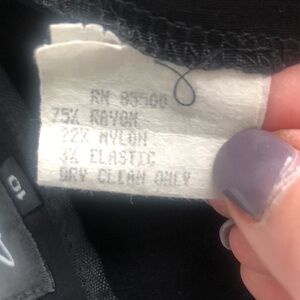 RN 85500
75% RAYON
22% NYLON
3% ELASTIC
DRY CLEAN ONLY
10